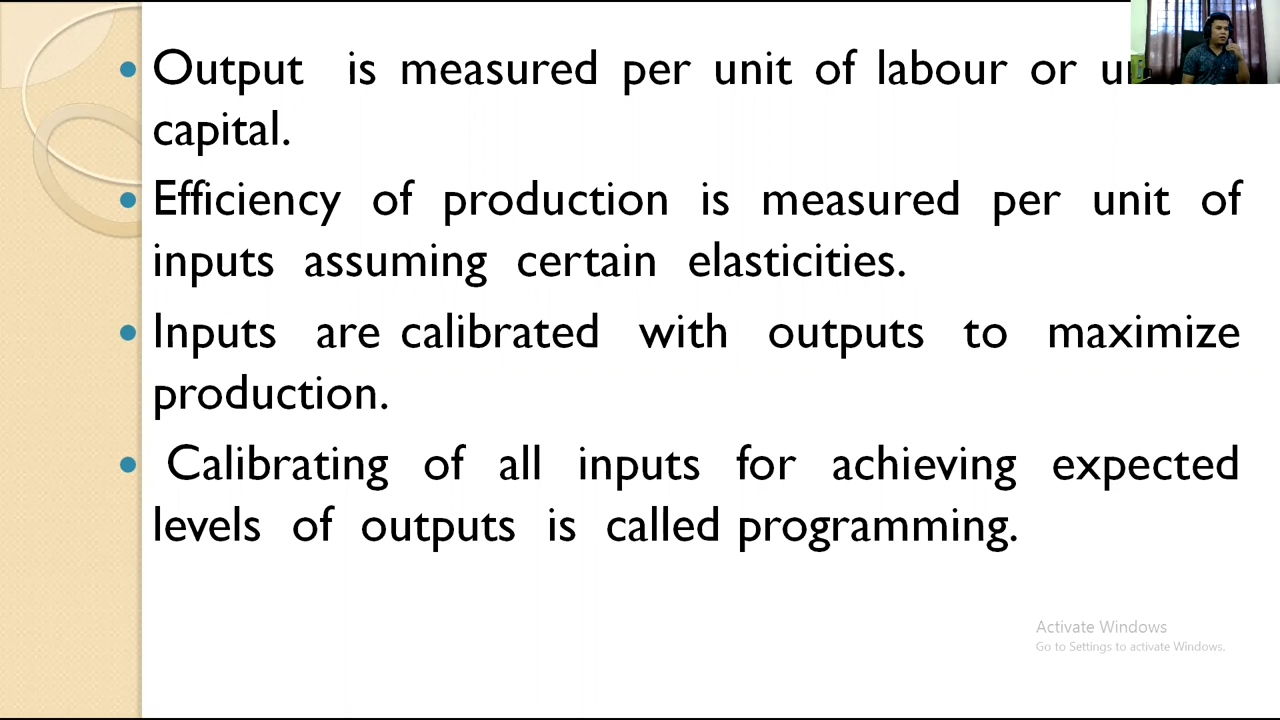 • Output is measured per unit of labour or
capital.
• Efficiency of production is measured per unit of
inputs assuming certain elasticities.
• Inputs are calibrated with outputs to maximize
production.
• Calibrating of all inputs for achieving expected
levels of outputs is called programming.
Activate Windows
Go to Settings to activate Windows.